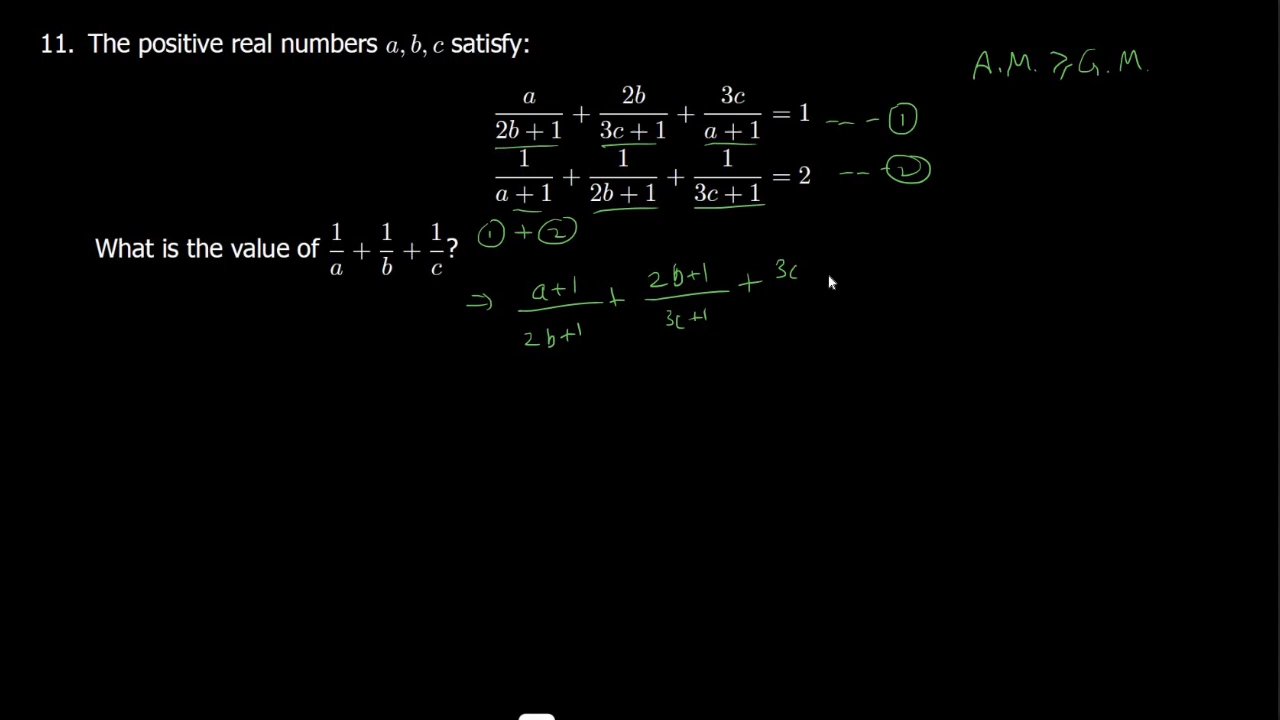 11. The positive real numbers a, b, c satisfy:
A.M. ⩾ G.M.
a/(2b + 1) + 2b/(3c + 1) + 3c/(a + 1) = 1 --- ①
1/(a + 1) + 1/(2b + 1) + 1/(3c + 1) = 2 --- ②
What is the value of 1/a + 1/b + 1/c?
① + ②
⇒ (a+1)/(2b+1) + (2b+1)/(3c+1) + 3c